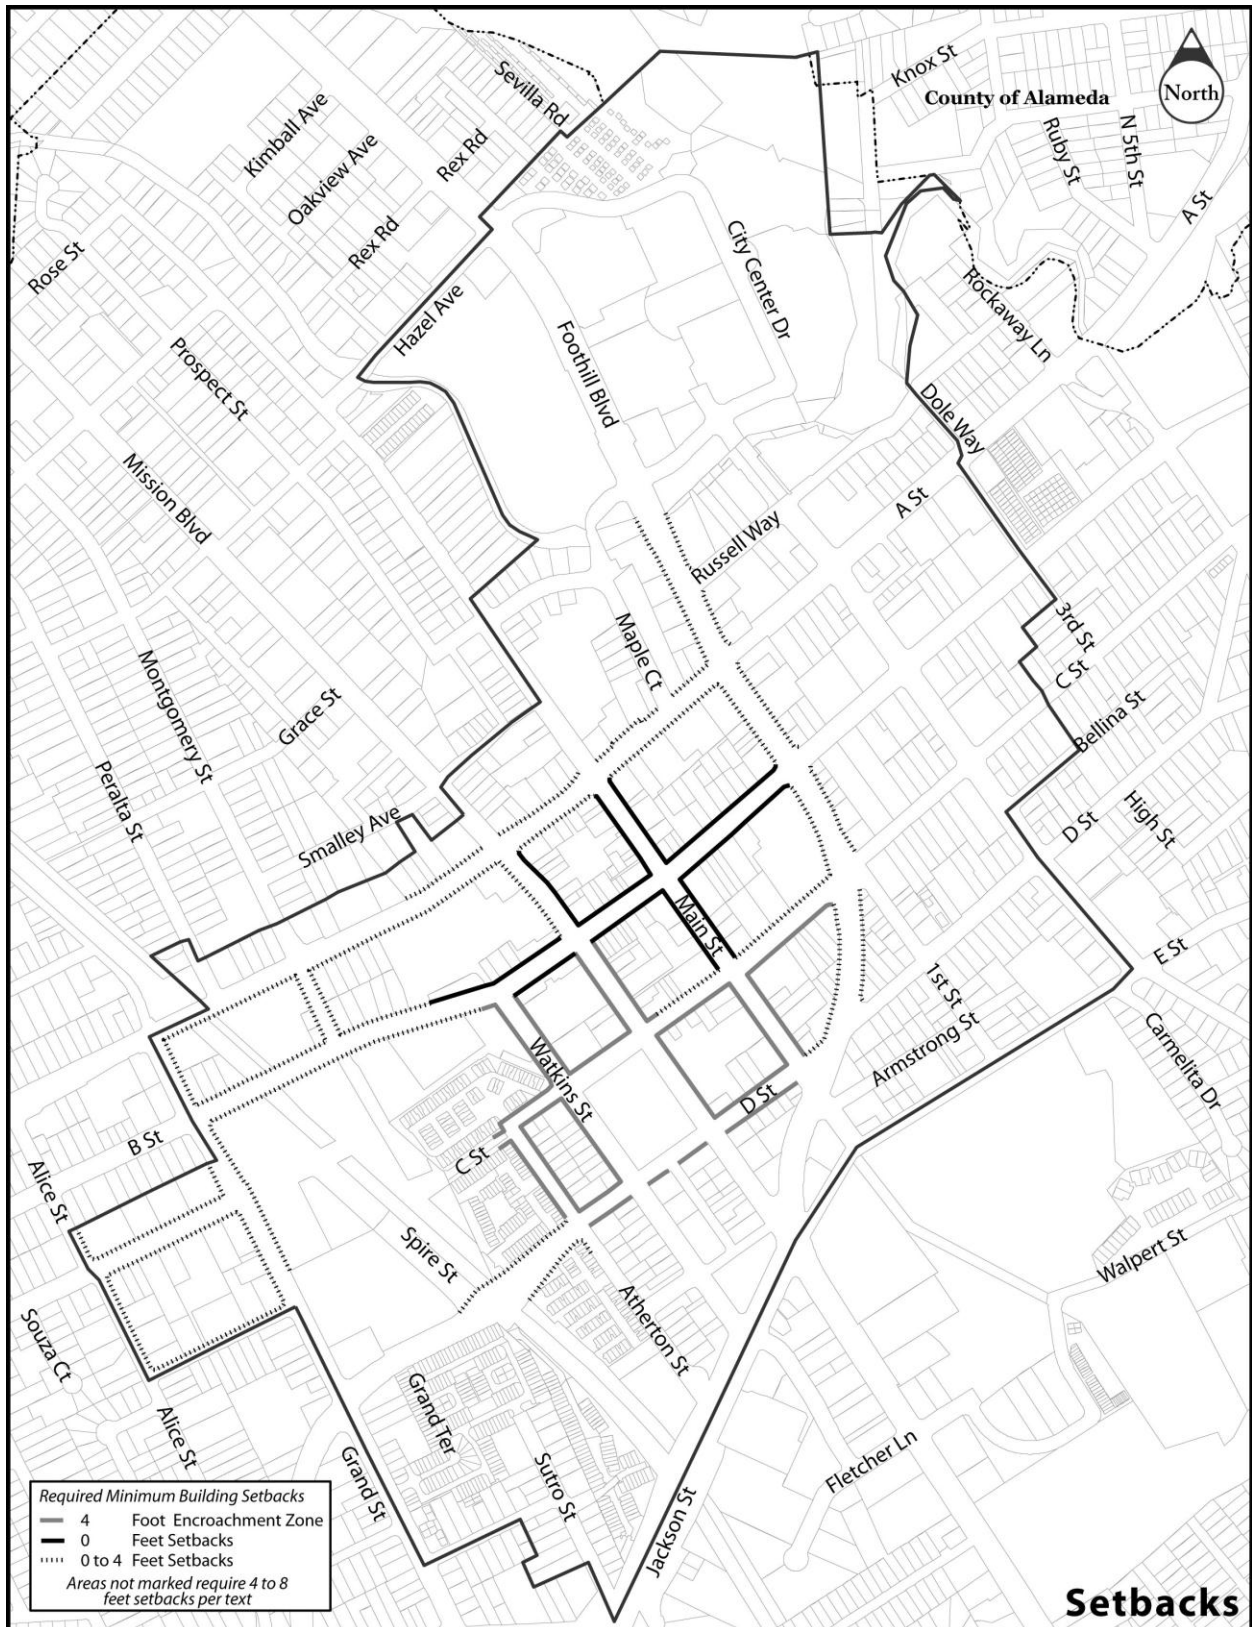 Knox St
County of Alameda
North
Sevilla Rd
Kimball Ave
Oakview Ave
Rex Rd
Rex Rd
Ruby St
N 5th St
A St
Rose St
Hazel Ave
City Center Dr
Rockaway Ln
Foothill Blvd
Prospect St
Dole Way
Mission Blvd
A St
Russell Way
3rd St
Maple Ct
C St
Montgomery St
Grace St
Bellina St
Peralta St
Smalley Ave
High St
D St
Main St
E St
1st St
Armstrong St
Carmelita Dr
Watkins St
D St
B St
C St
Alice St
Spire St
Walpert St
Atherton St
Souza Ct
Grand Ter
Alice St
Grand St
Sutro St
Fletcher Ln
Jackson St
Required Minimum Building Setbacks
4 Foot Encroachment Zone
0 Feet Setbacks
0 to 4 Feet Setbacks
Areas not marked require 4 to 8
feet setbacks per text
Setbacks